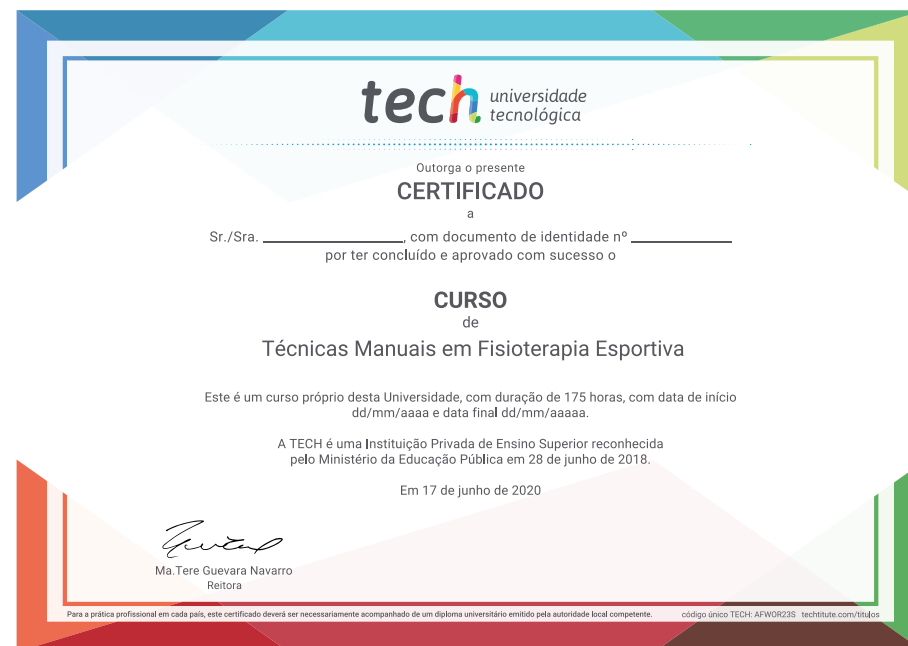 tech universidade
tecnológica
Outorga o presente
CERTIFICADO
a
Sr./Sra. ____________, com documento de identidade nº ____________
por ter concluído e aprovado com sucesso o
CURSO
de
Técnicas Manuais em Fisioterapia Esportiva
Este é um curso próprio desta Universidade, com duração de 175 horas, com data de início
dd/mm/aaaa e data final dd/mm/aaaaa.
A TECH é uma Instituição Privada de Ensino Superior reconhecida
pelo Ministério da Educação Pública em 28 de junho de 2018.
Em 17 de junho de 2020
Ma.Tere Guevara Navarro
Reitora
Para a prática profissional em cada país, este certificado deverá ser necessariamente acompanhado de um diploma universitário emitido pela autoridade local competente. código único TECH: AFWOR23S techtitute.com/titulos